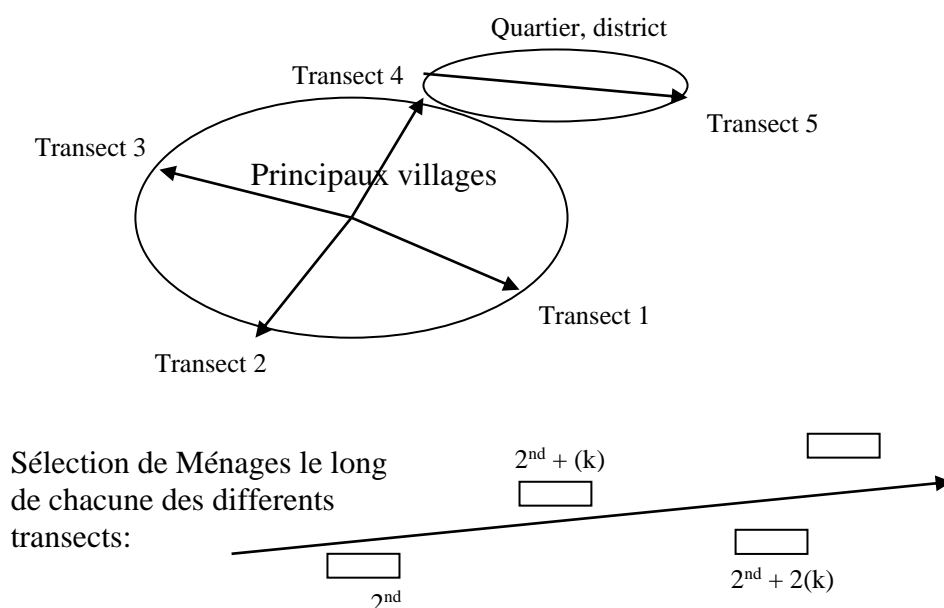 Quartier, district
Transect 4
Transect 5
Transect 3
Principaux villages
Transect 1
Transect 2
Sélection de Ménages le long
de chacune des differents
transects:
2nd + (k)
2nd + 2(k)
2nd